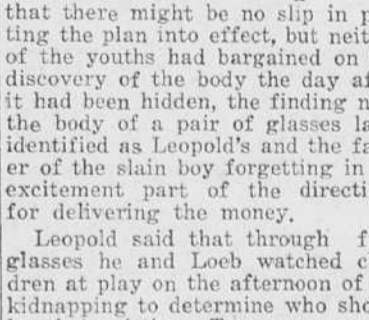 that there might be no slip in p
ting the plan into effect, but neit
of the youths had bargained on
discovery of the body the day af
it had been hidden, the finding n
the body of a pair of glasses la
identified as Leopold's and the fa
er of the slain boy forgetting in
excitement part of the directi
for delivering the money.
Leopold said that through f
glasses he and Loeb watched c
dren at play on the afternoon of
kidnapping to determine who sho